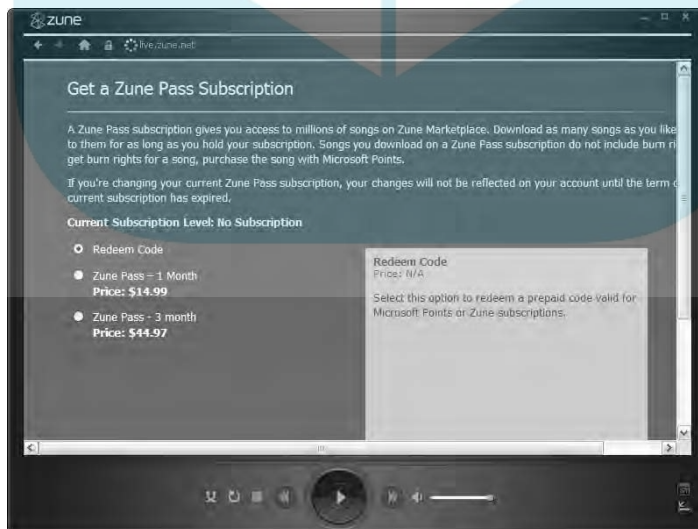 zune
live.zune.net
Get a Zune Pass Subscription
A Zune Pass subscription gives you access to millions of songs on Zune Marketplace. Download as many songs as you like
to them for as long as you hold your subscription. Songs you download on a Zune Pass subscription do not include burn ri
get burn rights for a song, purchase the song with Microsoft Points.
If you're changing your current Zune Pass subscription, your changes will not be reflected on your account until the term o
current subscription has expired.
Current Subscription Level: No Subscription
Redeem Code
Zune Pass - 1 Month
Price: $14.99
Zune Pass - 3 month
Price: $44.97
Redeem Code
Price: N/A
Select this option to redeem a prepaid code valid for
Microsoft Points or Zune subscriptions.